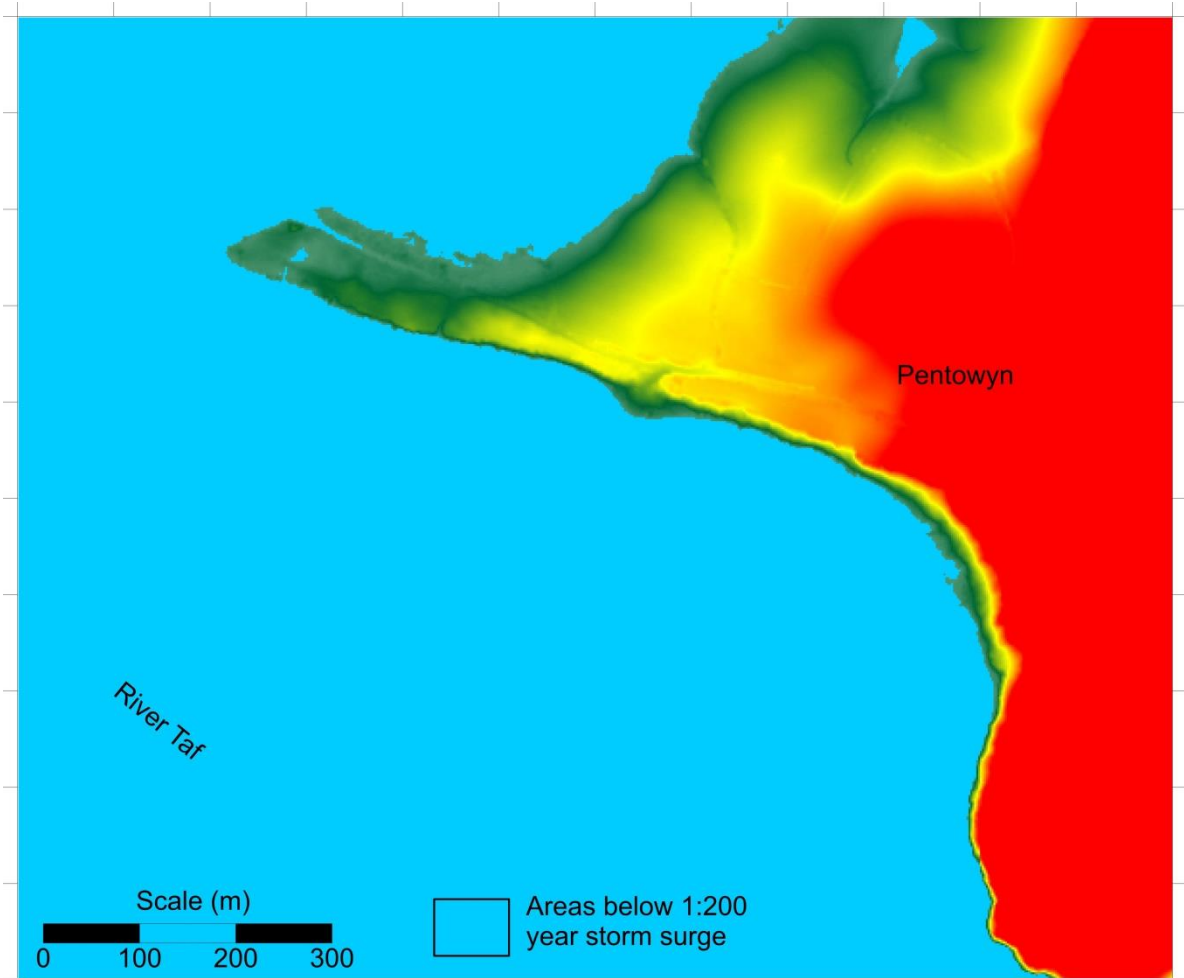 Pentowyn
River Taf
Scale (m)
0 100 200 300
Areas below 1:200
year storm surge